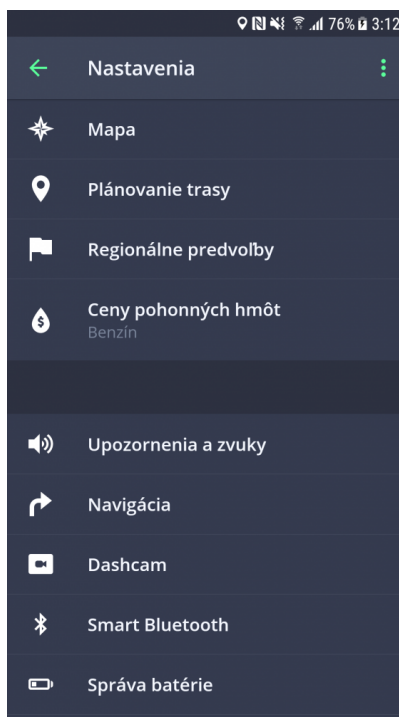 76% 3:12
Nastavenia
Mapa
Plánovanie trasy
Regionálne predvoľby
Ceny pohonných hmôt
Benzín
Upozornenia a zvuky
Navigácia
Dashcam
Smart Bluetooth
Správa batérie